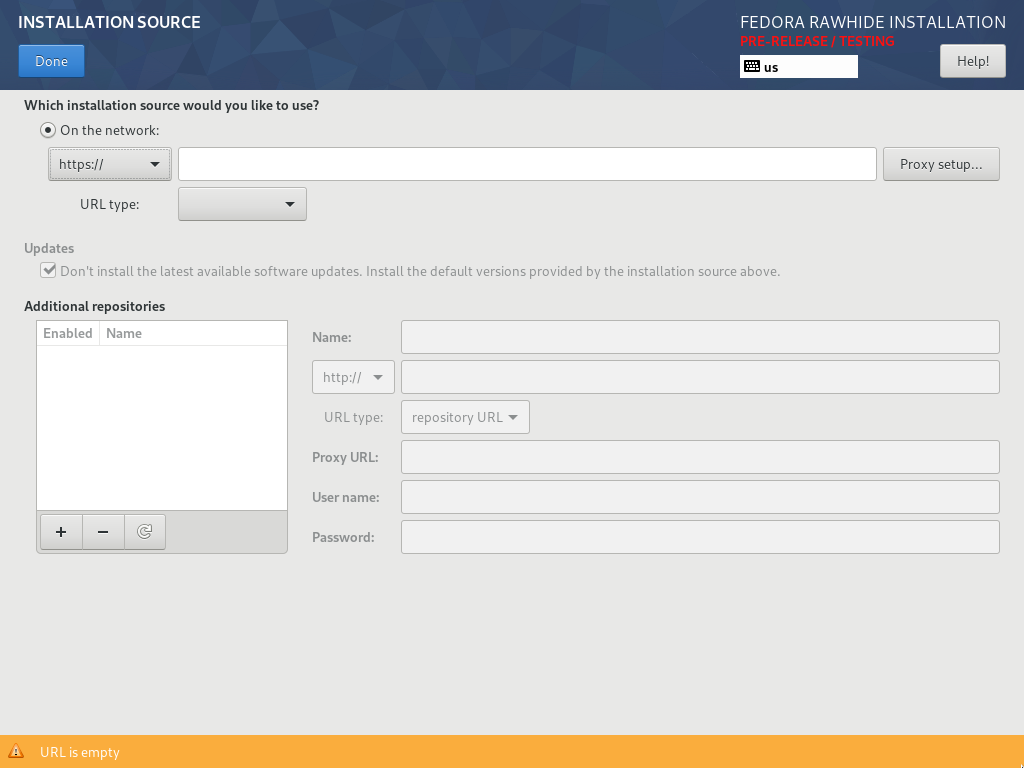 INSTALLATION SOURCE
FEDORA RAWHIDE INSTALLATION
PRE-RELEASE / TESTING
Done
us
Help!
Which installation source would you like to use?
On the network:
https://
Proxy setup...
URL type:
Updates
Don't install the latest available software updates. Install the default versions provided by the installation source above.
Additional repositories
Enabled Name
Name:
http://
URL type: repository URL
Proxy URL:
User name:
Password:
URL is empty